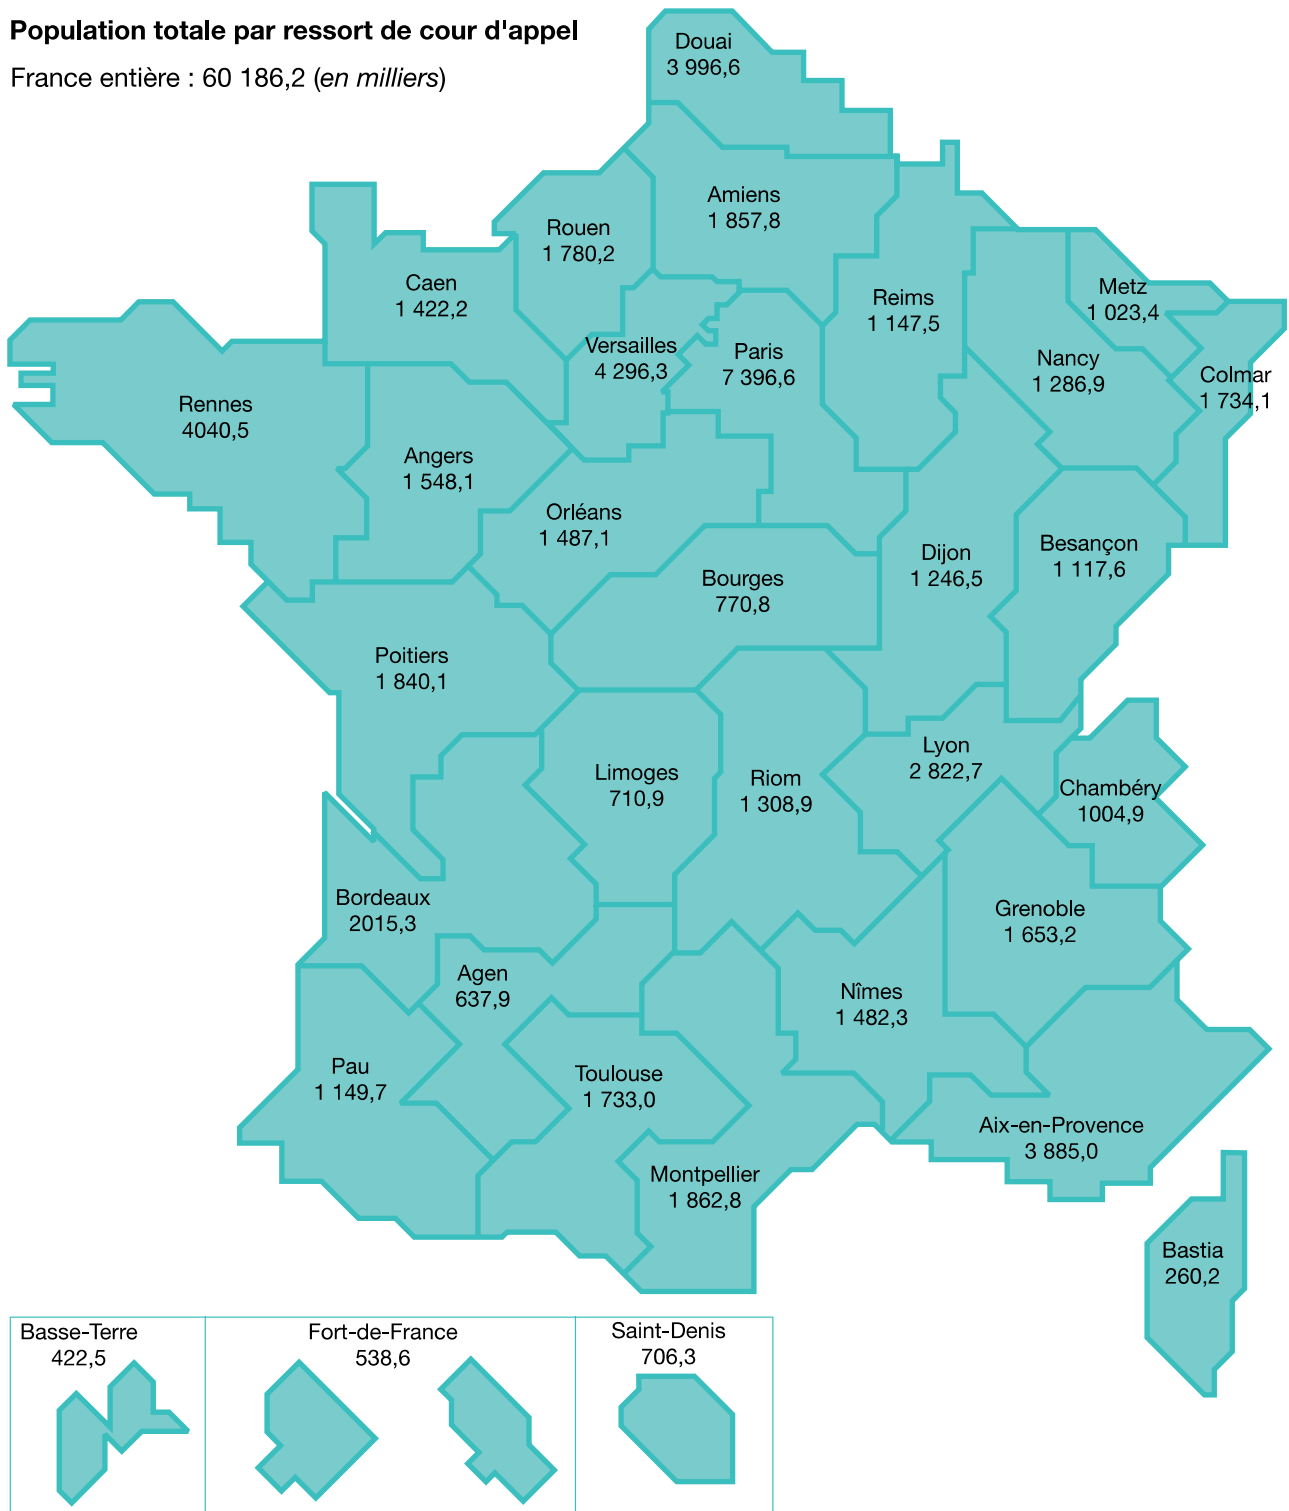 Population totale par ressort de cour d'appel
France entière : 60 186,2 (en milliers)
Douai
3 996,6
Amiens
1 857,8
Rouen
1 780,2
Caen
1 422,2
Reims
1 147,5
Metz
1 023,4
Versailles
4 296,3
Paris
7 396,6
Nancy
1 286,9
Colmar
1 734,1
Rennes
4040,5
Angers
1 548,1
Orléans
1 487,1
Dijon
1 246,5
Besançon
1 117,6
Bourges
770,8
Poitiers
1 840,1
Limoges
710,9
Riom
1 308,9
Lyon
2 822,7
Chambéry
1004,9
Bordeaux
2015,3
Grenoble
1 653,2
Agen
637,9
Nîmes
1 482,3
Pau
1 149,7
Toulouse
1 733,0
Aix-en-Provence
3 885,0
Montpellier
1 862,8
Bastia
260,2
Basse-Terre
422,5
Fort-de-France
538,6
Saint-Denis
706,3